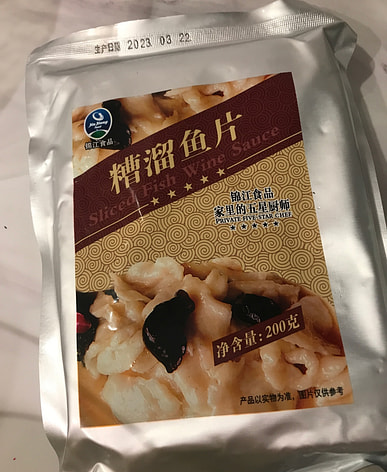 生产日期 2023 03 22
Jin Jiang
锦江食品
糟溜鱼片
Sliced Fish Wine Sauce
锦江食品
家里的五星厨师
PRIVATE FIVE-STAR CHEF
净含量:200克
产品以实物为准,图片仅供参考